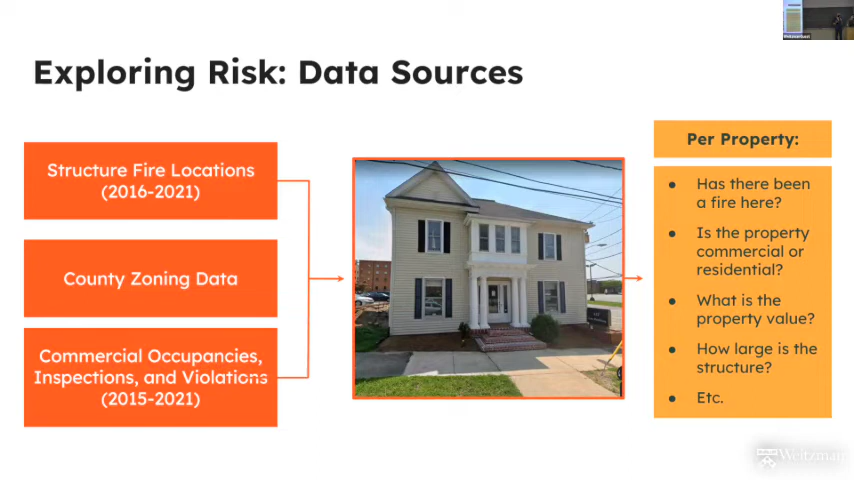 Exploring Risk: Data Sources
Structure Fire Locations
(2016-2021)
County Zoning Data
Commercial Occupancies,
Inspections, and Violations
(2015-2021)
Per Property:
• Has there been
a fire here?
• Is the property
commercial or
residential?
• What is the
property value?
• How large is the
structure?
• Etc.
Weitzman